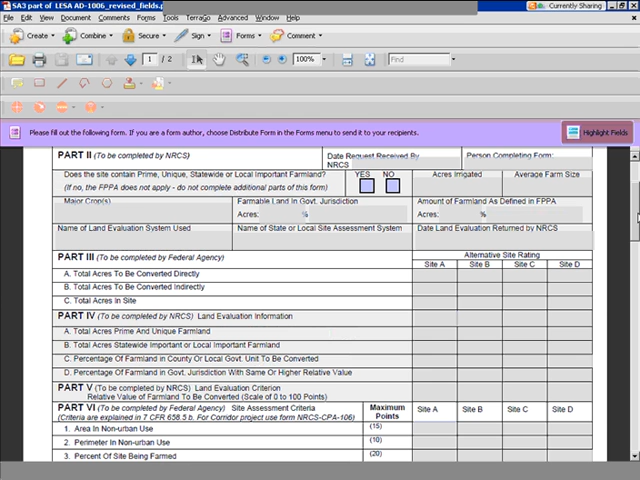 SA3 part of LESA AD-1006_revised_fields.p
Currently Sharing
File Edit View Document Comments Forms Tools TerraGo Advanced Window Help
Create Combine Secure Sign Forms Comment
1 / 2 100% Find
Please fill out the following form. If you are a form author, choose Distribute Form in the Forms menu to send it to your recipients.
Highlight Fields
PART II (To be completed by NRCS)
Date Request Received By
NRCS
Person Completing Form:
Does the site contain Prime, Unique, Statewide or Local Important Farmland?
(If no, the FPPA does not apply - do not complete additional parts of this form)
YES NO
Acres Irrigated
Average Farm Size
Major Crop(s)
Farmable Land In Govt. Jurisdiction
Acres: %
Amount of Farmland As Defined in FPPA
Acres: %
Name of Land Evaluation System Used
Name of State or Local Site Assessment System
Date Land Evaluation Returned by NRCS
PART III (To be completed by Federal Agency)
Alternative Site Rating
Site A Site B Site C Site D
A. Total Acres To Be Converted Directly
B. Total Acres To Be Converted Indirectly
C. Total Acres In Site
PART IV (To be completed by NRCS) Land Evaluation Information
A. Total Acres Prime And Unique Farmland
B. Total Acres Statewide Important or Local Important Farmland
C. Percentage Of Farmland in County Or Local Govt. Unit To Be Converted
D. Percentage Of Farmland in Govt. Jurisdiction With Same Or Higher Relative Value
PART V (To be completed by NRCS) Land Evaluation Criterion
Relative Value of Farmland To Be Converted (Scale of 0 to 100 Points)
PART VI (To be completed by Federal Agency) Site Assessment Criteria
(Criteria are explained in 7 CFR 658.5 b. For Corridor project use form NRCS-CPA-106)
Maximum
Points
Site A Site B Site C Site D
1. Area In Non-urban Use (15)
2. Perimeter In Non-urban Use (10)
3. Percent Of Site Being Farmed (20)